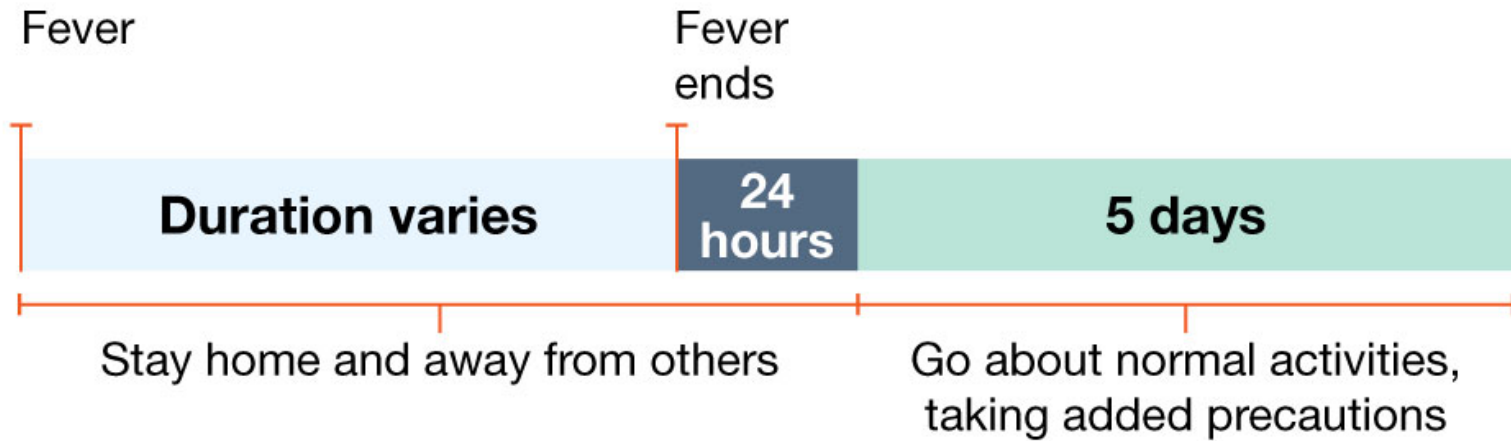 Fever
Fever
ends
Duration varies
24
hours
5 days
Stay home and away from others
Go about normal activities,
taking added precautions